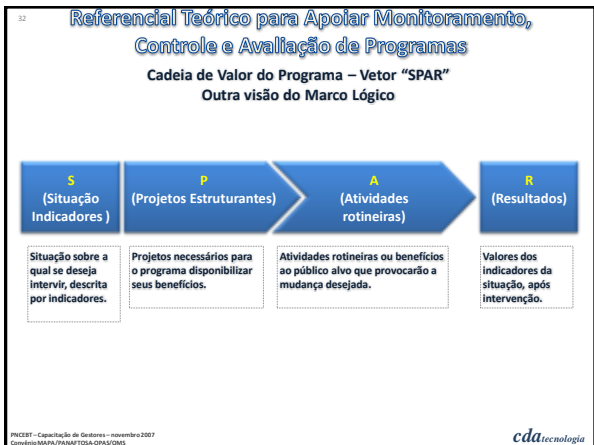 32
Referencial Teórico para Apoiar Monitoramento,
Controle e Avaliação de Programas
Cadeia de Valor do Programa – Vetor “SPAR”
Outra visão do Marco Lógico
S
(Situação
Indicadores )
P
(Projetos Estruturantes)
A
(Atividades
rotineiras)
R
(Resultados)
Situação sobre a
qual se deseja
intervir, descrita
por indicadores.
Projetos necessários para
o programa disponibilizar
seus benefícios.
Atividades rotineiras ou benefícios
ao público alvo que provocarão a
mudança desejada.
Valores dos
indicadores da
situação, após
intervenção.
PNCEBT – Capacitação de Gestores – novembro 2007
Convênio MAPA/PANAFTOSA-OPAS/OMS
cdatecnologia